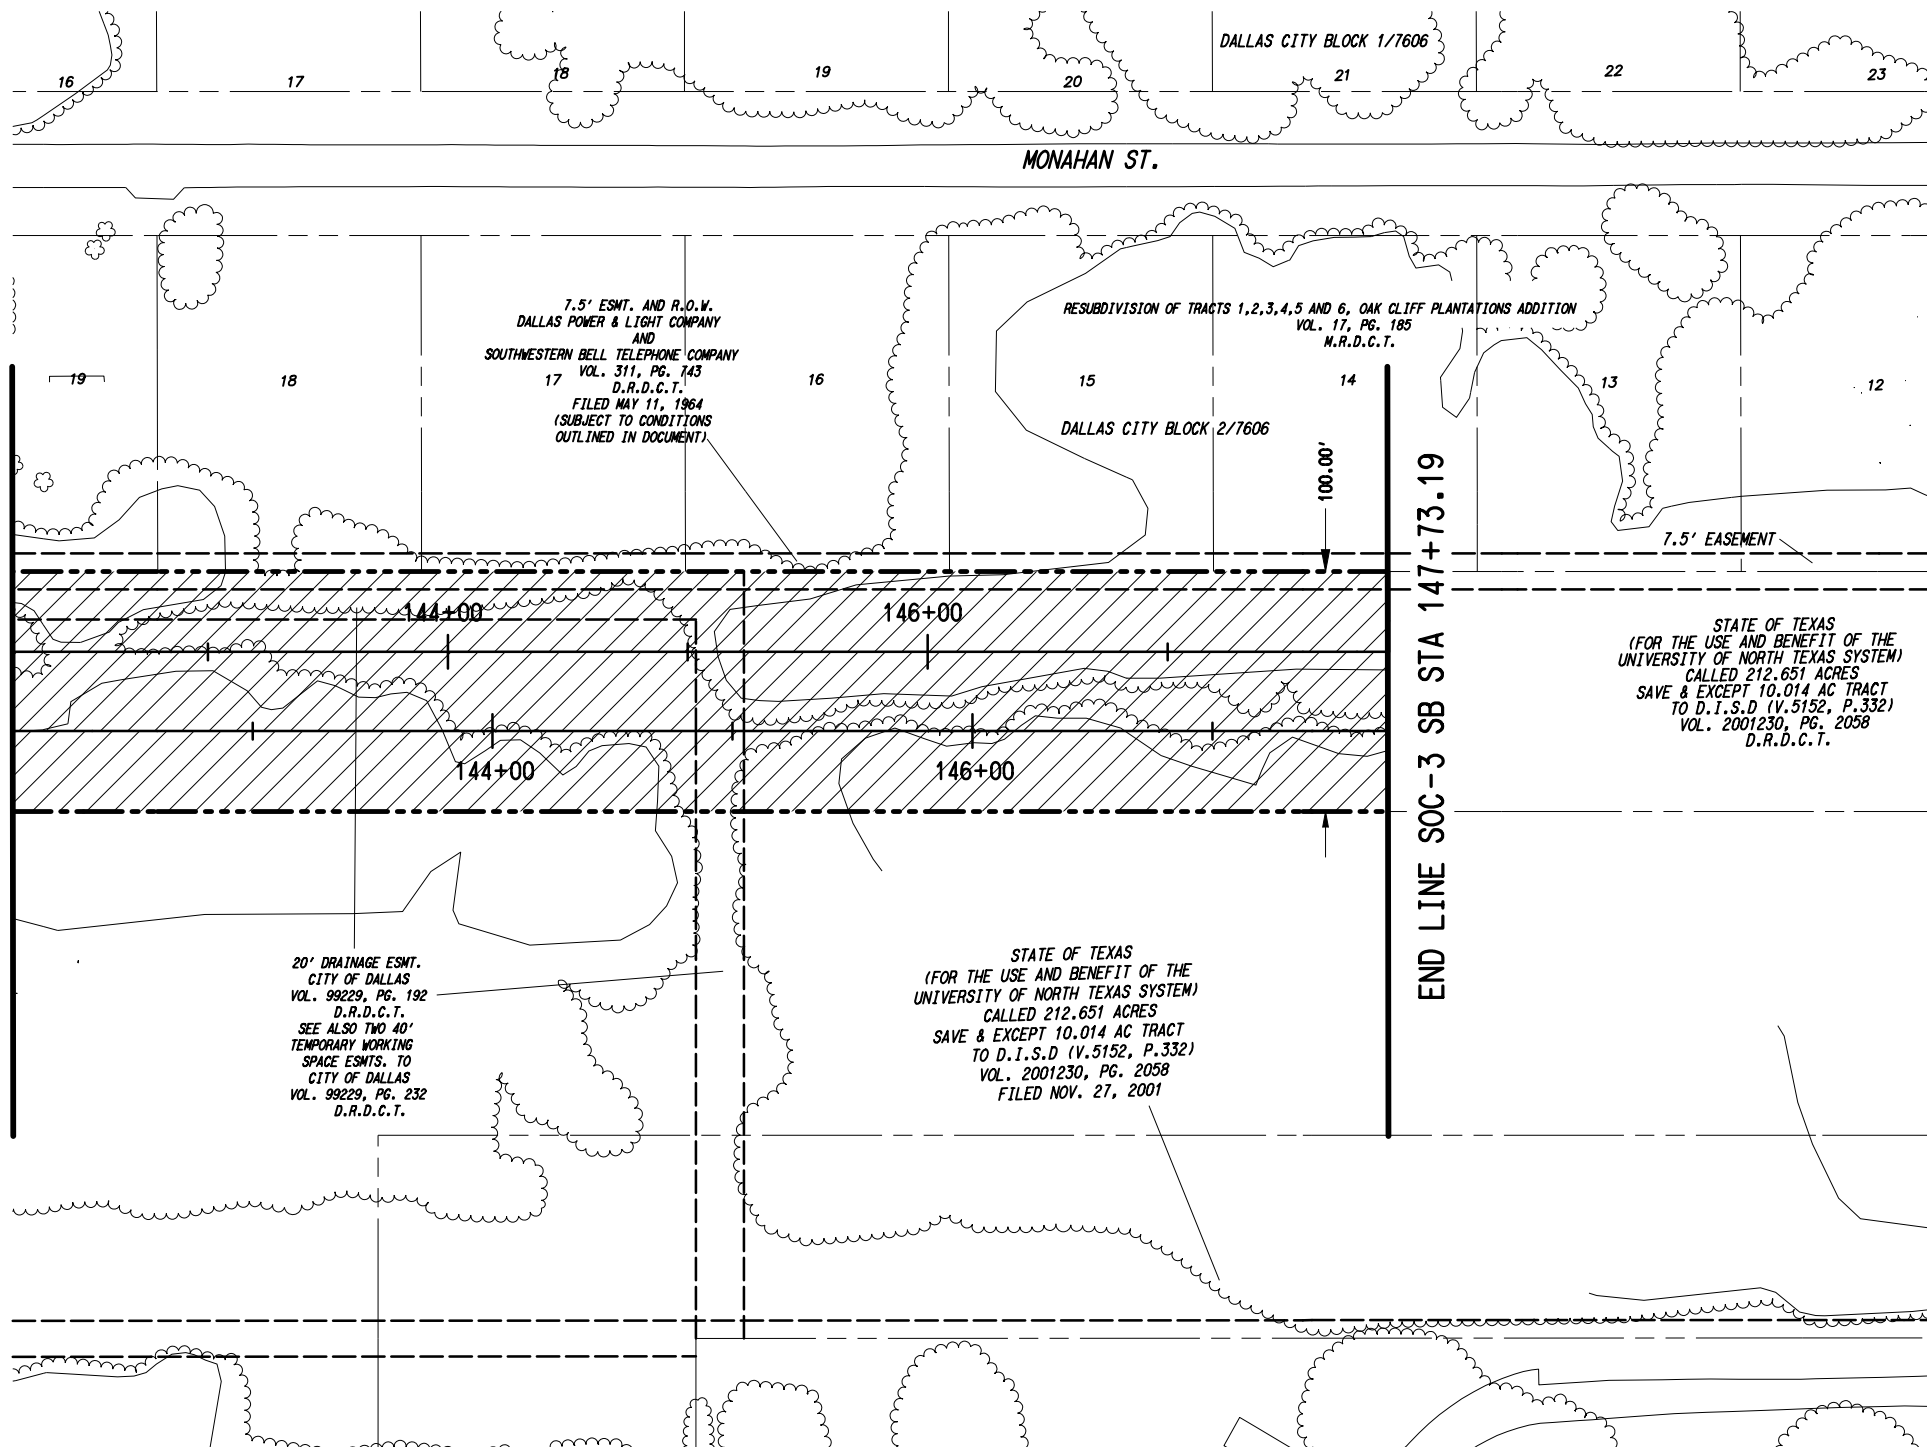 DALLAS CITY BLOCK 1/7606
16
17
18
19
20
21
22
23
MONAHAN ST.
7.5' ESMT. AND R.O.W.
DALLAS POWER & LIGHT COMPANY
AND
SOUTHWESTERN BELL TELEPHONE COMPANY
VOL. 311, PG. 743
D.R.D.C.T.
FILED MAY 11, 1964
(SUBJECT TO CONDITIONS
OUTLINED IN DOCUMENT)
RESUBDIVISION OF TRACTS 1,2,3,4,5 AND 6, OAK CLIFF PLANTATIONS ADDITION
VOL. 17, PG. 185
M.R.D.C.T.
19
18
17
16
15
14
13
12
DALLAS CITY BLOCK 2/7606
100.00'
END LINE SOC-3 SB STA 147+73.19
7.5' EASEMENT
144+00
146+00
144+00
146+00
STATE OF TEXAS
(FOR THE USE AND BENEFIT OF THE
UNIVERSITY OF NORTH TEXAS SYSTEM)
CALLED 212.651 ACRES
SAVE & EXCEPT 10.014 AC TRACT
TO D.I.S.D (V.5152, P.332)
VOL. 2001230, PG. 2058
D.R.D.C.T.
20' DRAINAGE ESMT.
CITY OF DALLAS
VOL. 99229, PG. 192
D.R.D.C.T.
SEE ALSO TWO 40'
TEMPORARY WORKING
SPACE ESMTS. TO
CITY OF DALLAS
VOL. 99229, PG. 232
D.R.D.C.T.
STATE OF TEXAS
(FOR THE USE AND BENEFIT OF THE
UNIVERSITY OF NORTH TEXAS SYSTEM)
CALLED 212.651 ACRES
SAVE & EXCEPT 10.014 AC TRACT
TO D.I.S.D (V.5152, P.332)
VOL. 2001230, PG. 2058
FILED NOV. 27, 2001